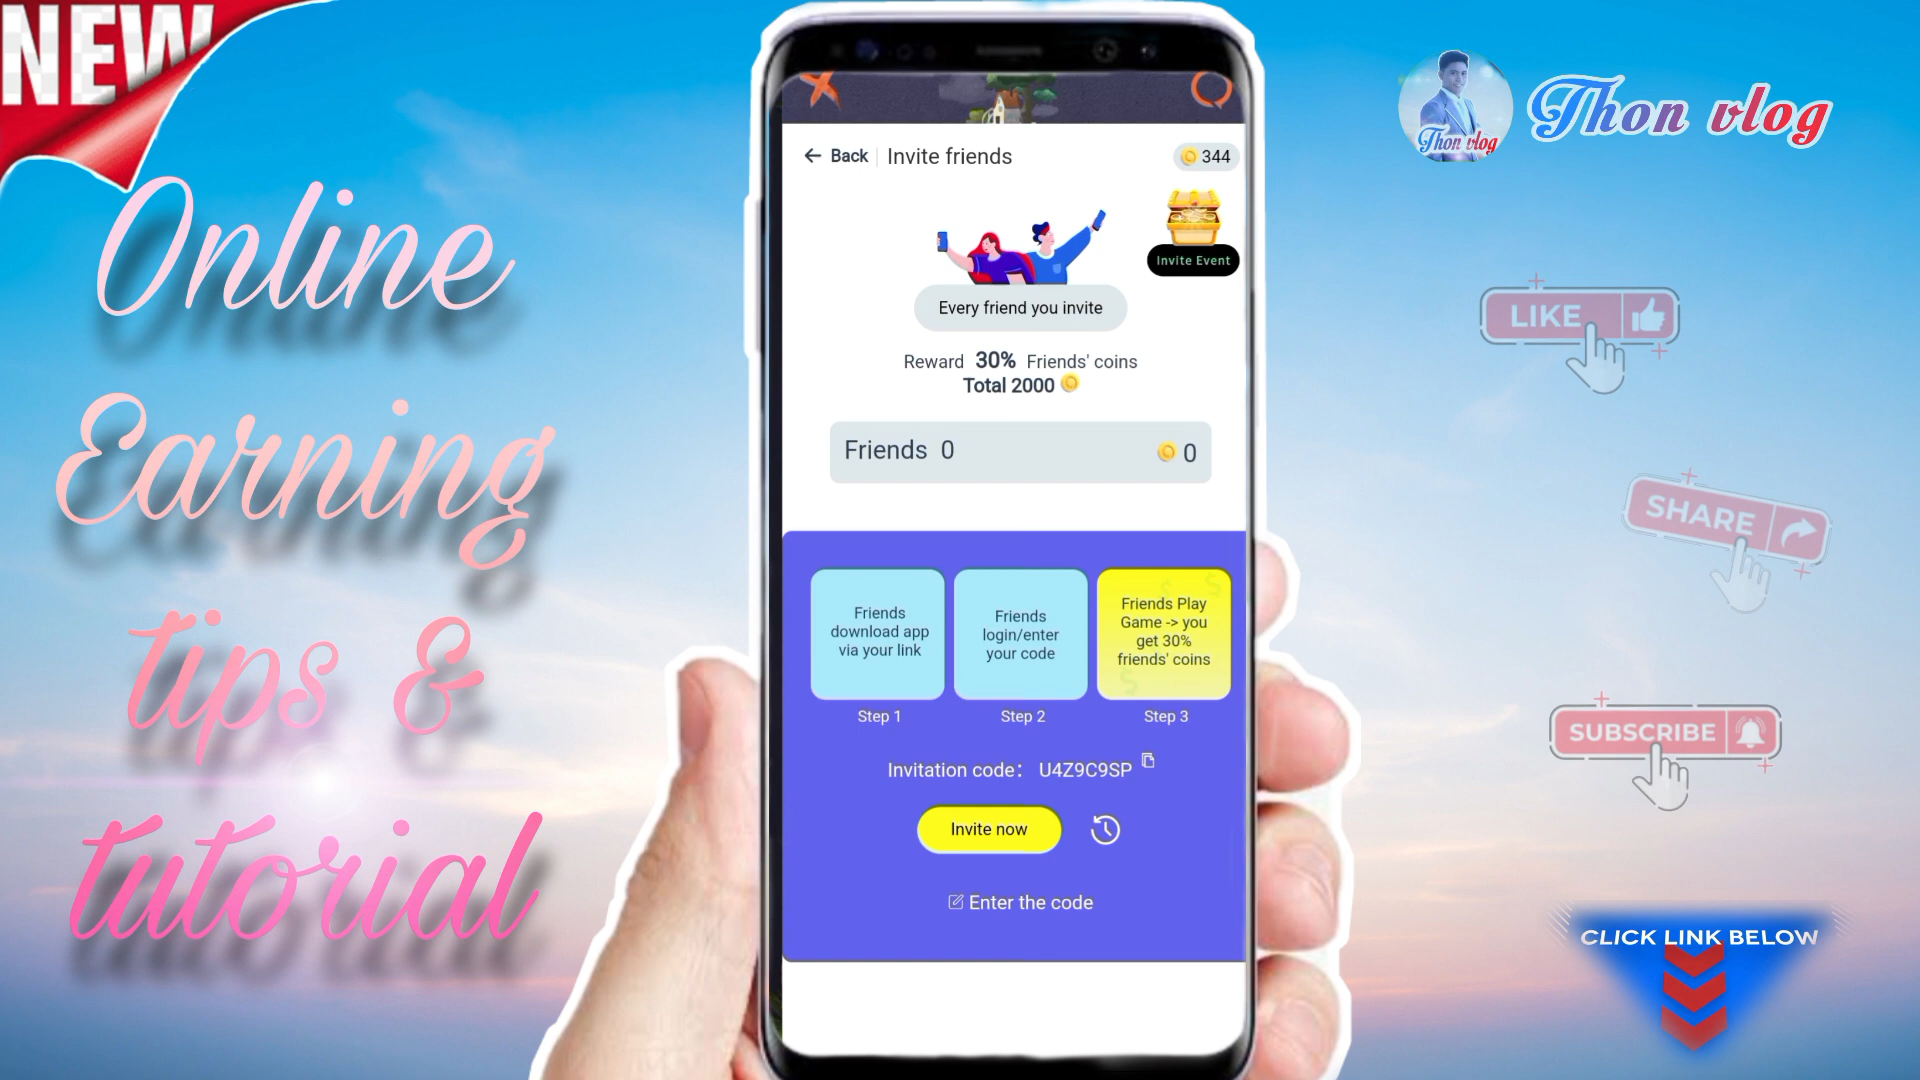 NEW
Online
Earning
tips &
tutorial
Back
Invite friends
344
Invite Event
Every friend you invite
Reward 30% Friends' coins
Total 2000
Friends 0
0
Friends
download app
via your link
Friends
login/enter
your code
Friends Play
Game -> you
get 30%
friends' coins
Step 1
Step 2
Step 3
Invitation code: U4Z9C9SP
Invite now
Enter the code
Thon vlog
Thon vlog
LIKE
SHARE
SUBSCRIBE
CLICK LINK BELOW